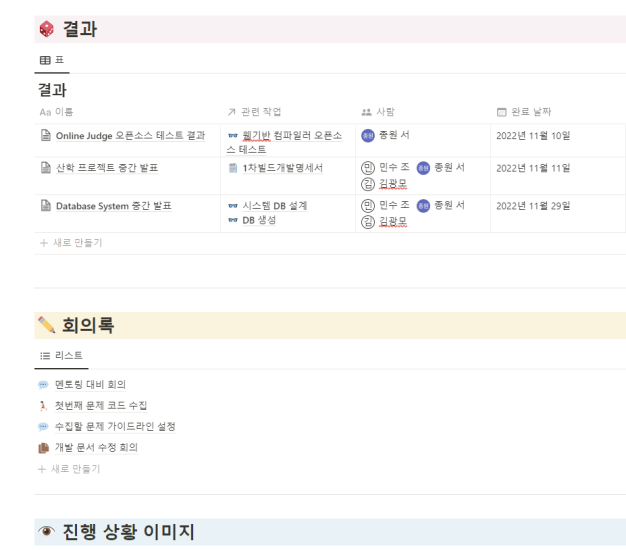 결과
표
결과
Aa 이름
관련 작업
사람
완료 날짜
Online Judge 오픈소스 테스트 결과
웹기반 컴파일러 오픈소
스 테스트
종원 종원 서
2022년 11월 10일
산학 프로젝트 중간 발표
1차빌드개발명세서
민 민수 조 종원 종원 서
김 김광모
2022년 11월 11일
Database System 중간 발표
시스템 DB 설계
DB 생성
민 민수 조 종원 종원 서
김 김광모
2022년 11월 29일
+ 새로 만들기
회의록
리스트
멘토링 대비 회의
첫번째 문제 코드 수집
수집할 문제 가이드라인 설정
개발 문서 수정 회의
+ 새로 만들기
진행 상황 이미지